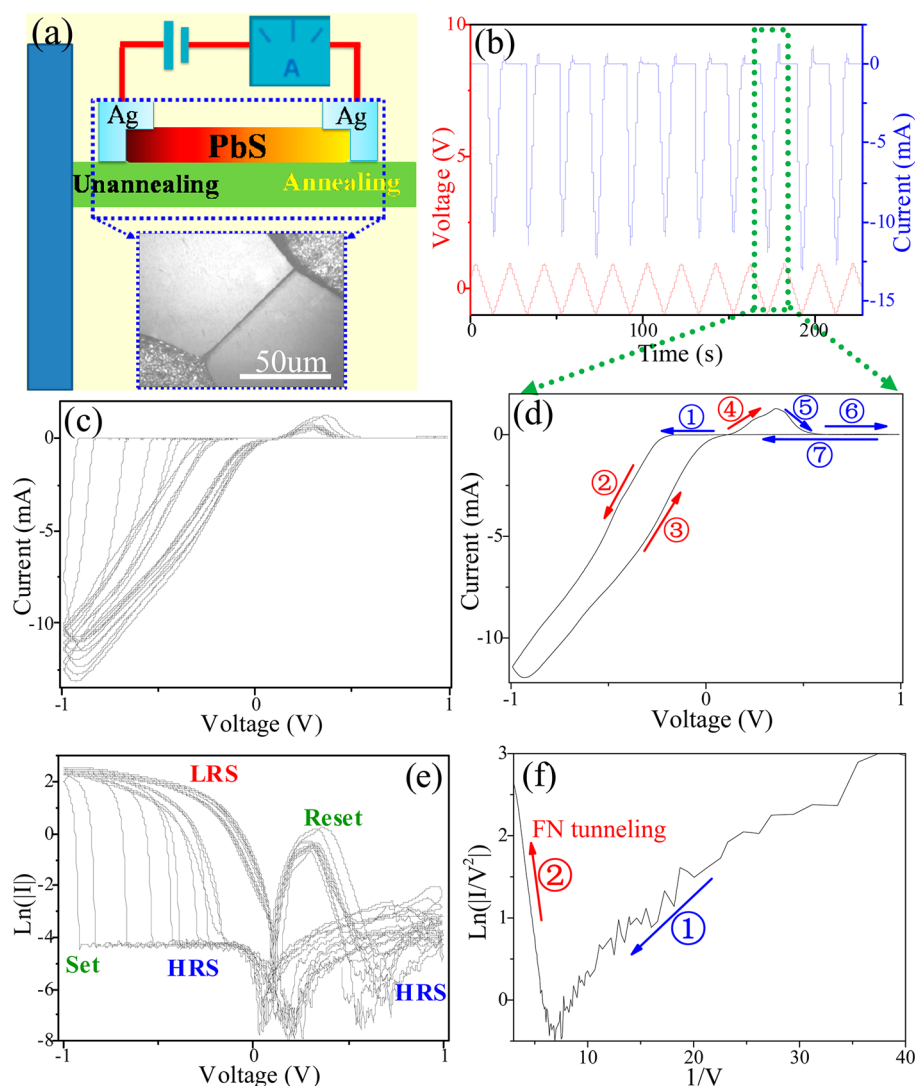 (a)
A
Ag
Ag
PbS
Unannealing
Annealing
50um
(b)
10
5
0
Voltage (V)
0
-5
-10
-15
Current (mA)
0
100
200
Time (s)
(c)
0
-5
-10
Current (mA)
-1
0
1
Voltage (V)
(d)
①
②
③
④
⑤
⑥
⑦
0
-5
-10
Current (mA)
-1
0
1
Voltage (V)
(e)
LRS
Reset
Set
HRS
HRS
2
0
-2
-4
-6
-8
Ln(|I|)
-1
0
1
Voltage (V)
(f)
FN tunneling
②
①
3
2
1
0
Ln(|I/V²|)
10
20
30
40
1/V